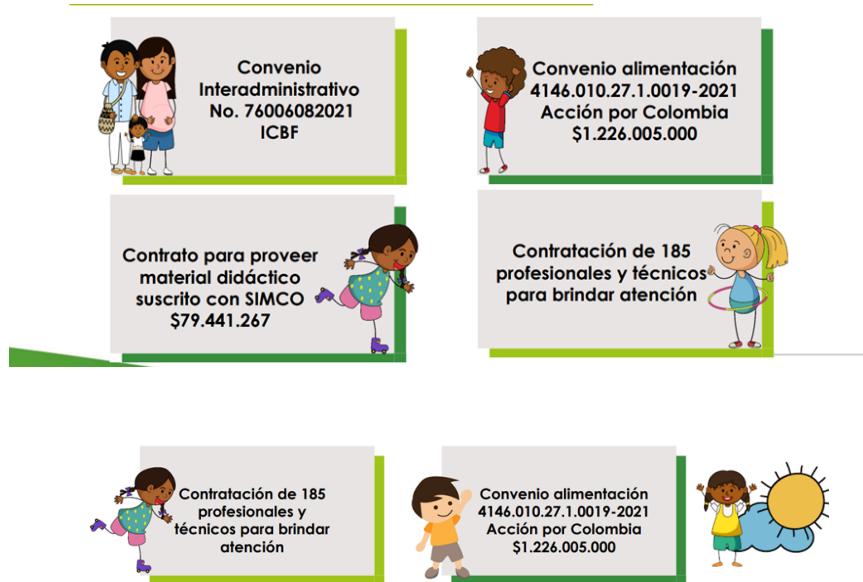 Convenio
Interadministrativo
No. 76006082021
ICBF
Convenio alimentación
4146.010.27.1.0019-2021
Acción por Colombia
$1.226.005.000
Contrato para proveer
material didáctico
suscrito con SIMCO
$79.441.267
Contratación de 185
profesionales y técnicos
para brindar atención
Contratación de 185
profesionales y
técnicos para brindar
atención
Convenio alimentación
4146.010.27.1.0019-2021
Acción por Colombia
$1.226.005.000